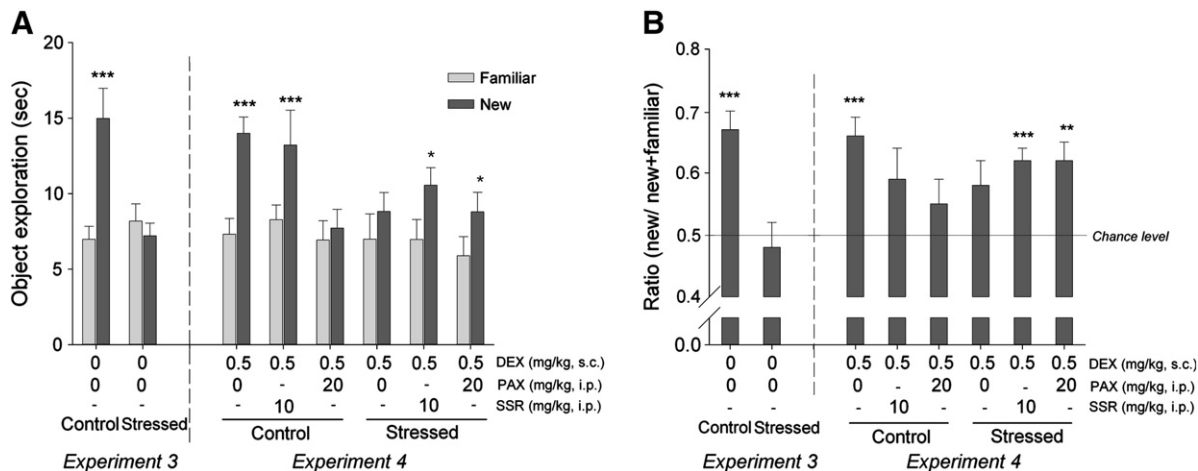 A
20
15
10
5
0
Object exploration (sec)
***
***
***
*
*
Familiar
New
0 0 0.5 0.5 0.5 0.5 0.5 0.5 DEX (mg/kg, s.c.)
0 0 0 - 20 0 - 20 PAX (mg/kg, i.p.)
- - - 10 - - 10 - SSR (mg/kg, i.p.)
Control Stressed Control Stressed
Experiment 3 Experiment 4
B
0.8
0.7
0.6
0.5
0.4
0.0
Ratio (new/ new+familiar)
***
***
***
**
Chance level
0 0 0.5 0.5 0.5 0.5 0.5 0.5 DEX (mg/kg, s.c.)
0 0 0 - 20 0 - 20 PAX (mg/kg, i.p.)
- - - 10 - - 10 - SSR (mg/kg, i.p.)
Control Stressed Control Stressed
Experiment 3 Experiment 4